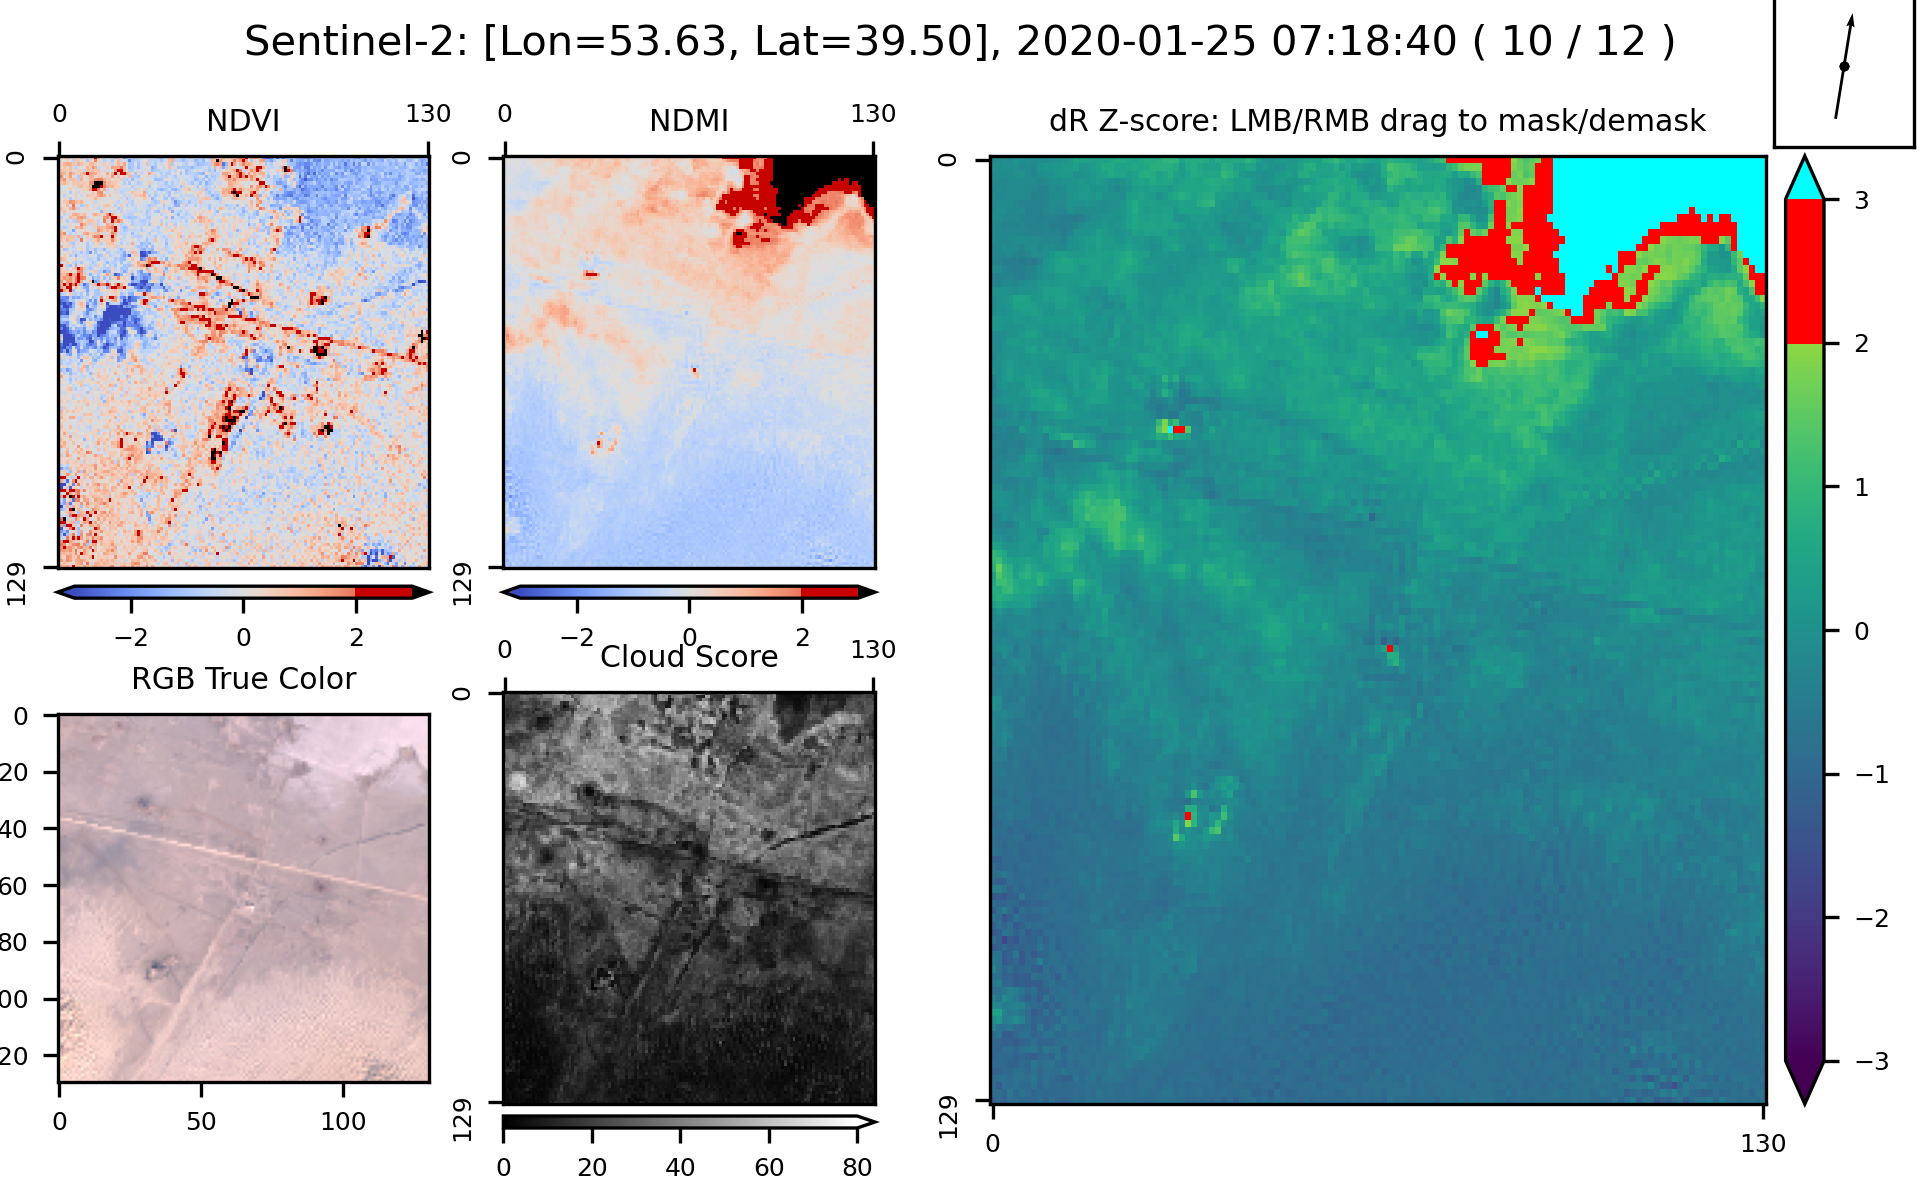 Sentinel-2: [Lon=53.63, Lat=39.50], 2020-01-25 07:18:40 ( 10 / 12 )
0 130 0 130
NDVI NDMI dR Z-score: LMB/RMB drag to mask/demask
0 0 0
3
2
1
0
−1
−2
−3
129 129
−2 0 2 −2 0 2
0 130
RGB True Color Cloud Score
0 0
20
40
60
80
00
20
0 50 100
129
0 20 40 60 80
129
0 130